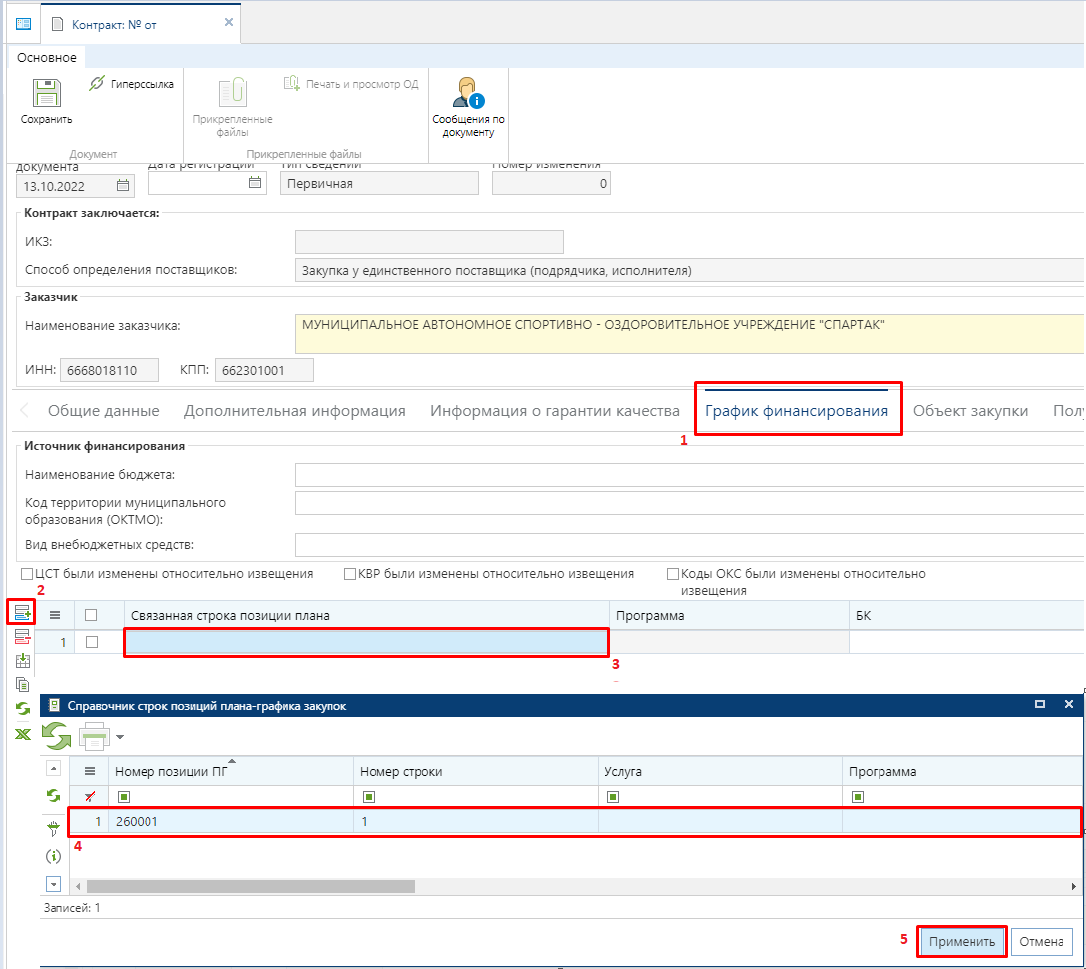 Контракт: № от
Основное
Сохранить
Гиперссылка
Документ
Прикрепленные
файлы
Печать и просмотр ОД
Прикрепленные файлы
Сообщения по
документу
документа
Дата регистрации
Тип сведений
Номер изменения
13.10.2022
Первичная
0
Контракт заключается:
ИКЗ:
Способ определения поставщиков:
Закупка у единственного поставщика (подрядчика, исполнителя)
Заказчик
Наименование заказчика:
МУНИЦИПАЛЬНОЕ АВТОНОМНОЕ СПОРТИВНО - ОЗДОРОВИТЕЛЬНОЕ УЧРЕЖДЕНИЕ "СПАРТАК"
ИНН: 6668018110 КПП: 662301001
Общие данные Дополнительная информация Информация о гарантии качества График финансирования Объект закупки Полу
1
Источник финансирования
Наименование бюджета:
Код территории муниципального
образования (ОКТМО):
Вид внебюджетных средств:
ЦСТ были изменены относительно извещения
КВР были изменены относительно извещения
Коды ОКС были изменены относительно
извещения
2
Связанная строка позиции плана Программа БК
1
3
Справочник строк позиций плана-графика закупок
Номер позиции ПГ Номер строки Услуга Программа
1 260001 1
4
Записей: 1
5
Применить Отмена